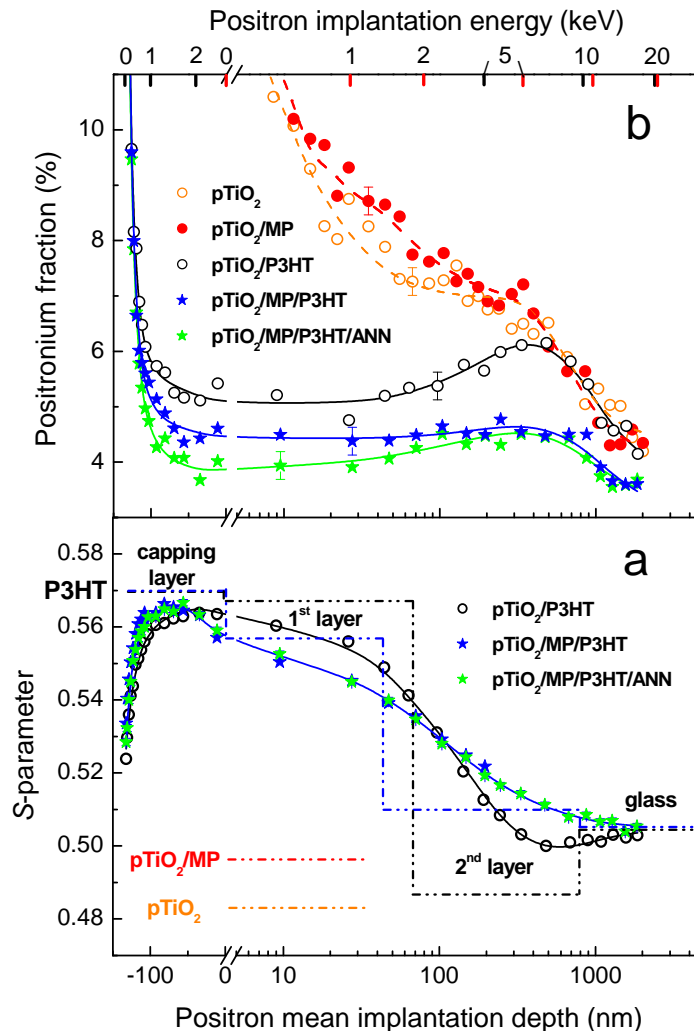 Positron implantation energy (keV)
0 1 2 0 1 2 5 10 20
b
Positronium fraction (%)
10
8
6
4
pTiO₂
pTiO₂/MP
pTiO₂/P3HT
pTiO₂/MP/P3HT
pTiO₂/MP/P3HT/ANN
a
S-parameter
0.58
P3HT
0.56
0.54
0.52
0.50
0.48
capping
layer
1st layer
pTiO₂/P3HT
pTiO₂/MP/P3HT
pTiO₂/MP/P3HT/ANN
glass
2nd layer
pTiO₂/MP
pTiO₂
-100 0 10 100 1000
Positron mean implantation depth (nm)